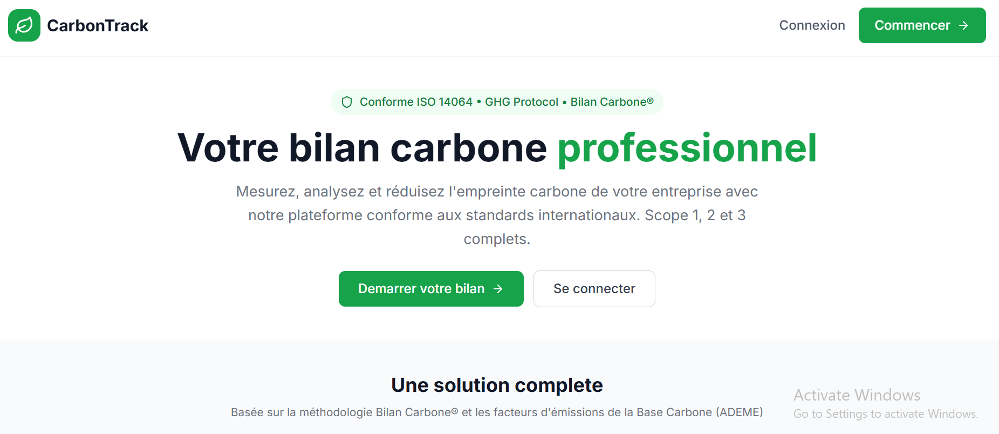 CarbonTrack
Connexion
Commencer →
Conforme ISO 14064 • GHG Protocol • Bilan Carbone®
Votre bilan carbone professionnel
Mesurez, analysez et réduisez l'empreinte carbone de votre entreprise avec
notre plateforme conforme aux standards internationaux. Scope 1, 2 et 3
complets.
Demarrer votre bilan →
Se connecter
Une solution complete
Basée sur la méthodologie Bilan Carbone® et les facteurs d'émissions de la Base Carbone (ADEME)
Activate Windows
Go to Settings to activate Windows.